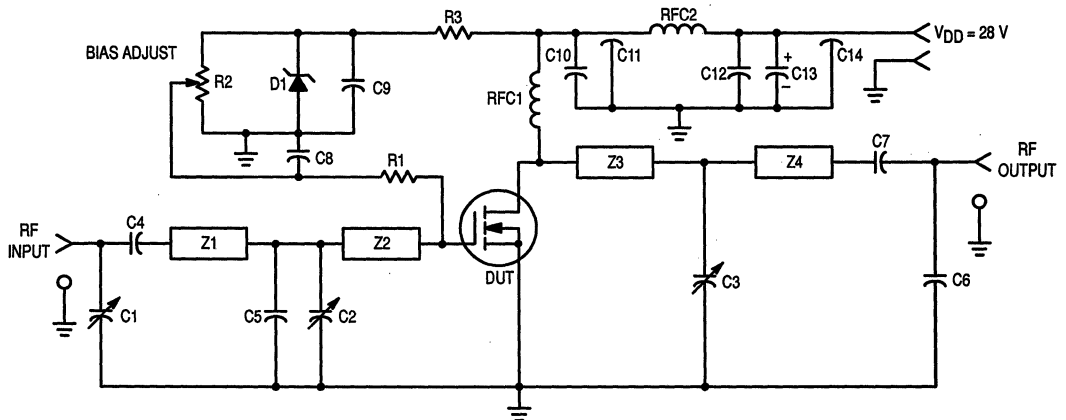 RFC2
R3
BIAS ADJUST
R2
D1
C9
C10
C11
C12
+
C13
–
C14
V_DD = 28 V
RFC1
C8
R1
C7
Z3
Z4
RF
OUTPUT
RF
INPUT
C4
Z1
Z2
DUT
C1
C5
C2
C3
C6